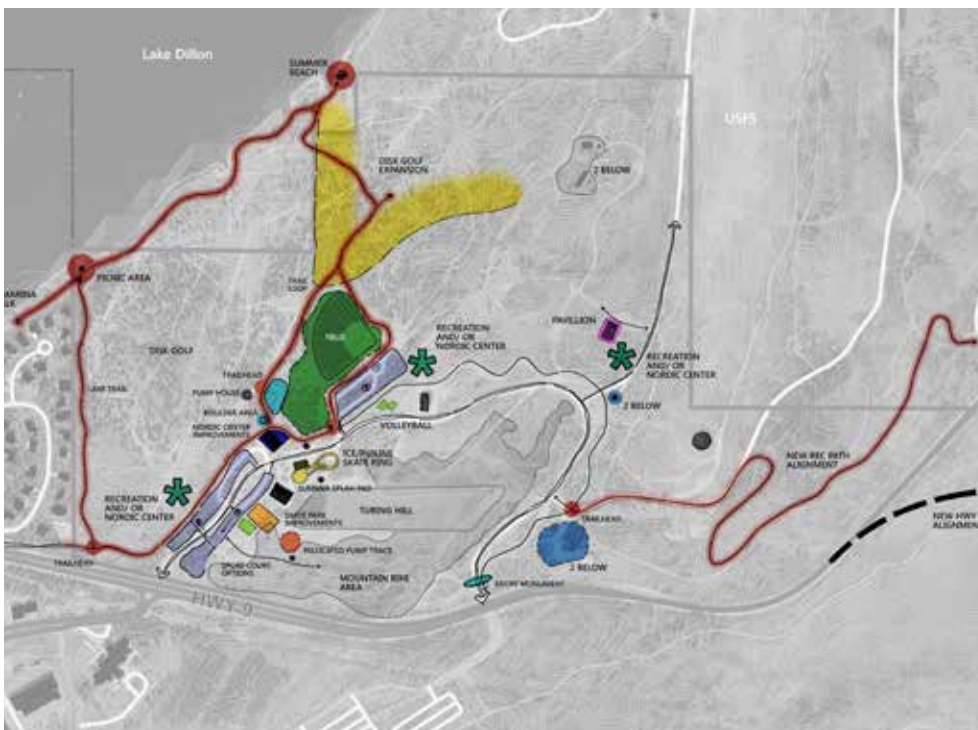 Lake Dillon
SUMMER
BEACH
USFS
DISK GOLF
EXPANSION
2 BELOW
PICNIC AREA
TRAIL
LOOP
FIELD
PAVILLION
RECREATION
AND/ OR
NORDIC CENTER
RECREATION
AND/ OR
NORDIC CENTER
DISK GOLF
TRAILHEAD
PUMP HOUSE
BOULDER AREA
NORDIC CENTER
IMPROVEMENTS
VOLLEYBALL
2 BELOW
ICE/INLINE
SKATE RING
SUMMER SPLASH PAD
NEW REC PATH
ALIGNMENT
RECREATION
AND/ OR
NORDIC CENTER
TUBING HILL
SKATE PARK
IMPROVEMENTS
TRAILHEAD
NEW HWY
ALIGNMEN
RELOCATED PUMP TRACK
TRAILHEAD
SPORT COURT
OPTIONS
MOUNTAIN BIKE
AREA
2 BELOW
ENTRY MONUMENT
HWY 9